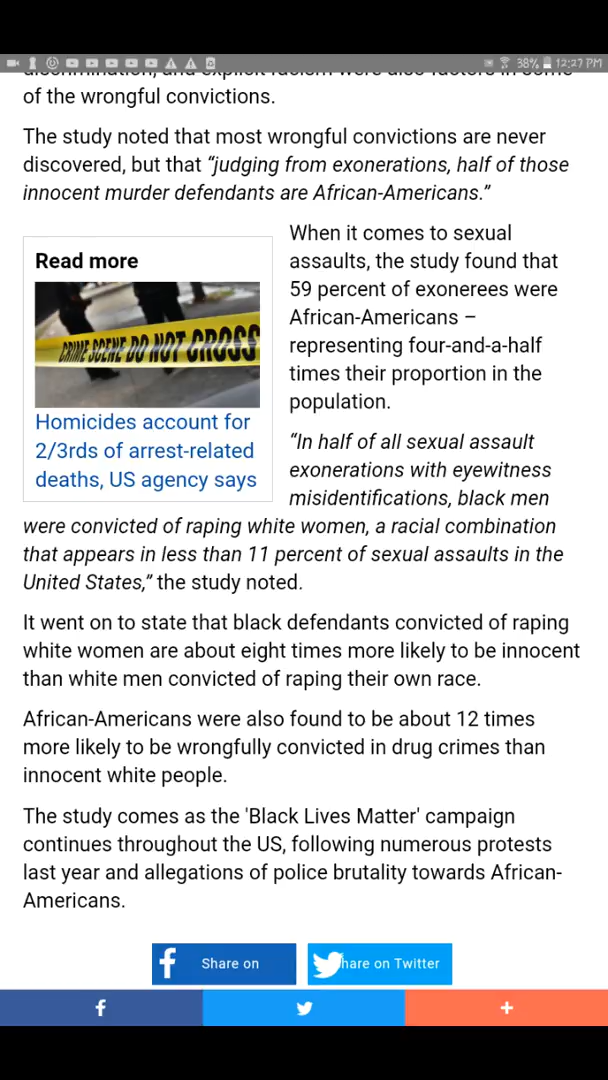 38% 12:27 PM
discrimination, and explicit racism were also factors in some
of the wrongful convictions.
The study noted that most wrongful convictions are never
discovered, but that “judging from exonerations, half of those
innocent murder defendants are African-Americans.”
Read more
CRIME SCENE DO NOT CROSS
Homicides account for
2/3rds of arrest-related
deaths, US agency says
When it comes to sexual
assaults, the study found that
59 percent of exonerees were
African-Americans –
representing four-and-a-half
times their proportion in the
population.
“In half of all sexual assault
exonerations with eyewitness
misidentifications, black men
were convicted of raping white women, a racial combination
that appears in less than 11 percent of sexual assaults in the
United States,” the study noted.
It went on to state that black defendants convicted of raping
white women are about eight times more likely to be innocent
than white men convicted of raping their own race.
African-Americans were also found to be about 12 times
more likely to be wrongfully convicted in drug crimes than
innocent white people.
The study comes as the 'Black Lives Matter' campaign
continues throughout the US, following numerous protests
last year and allegations of police brutality towards African-
Americans.
Share on
hare on Twitter